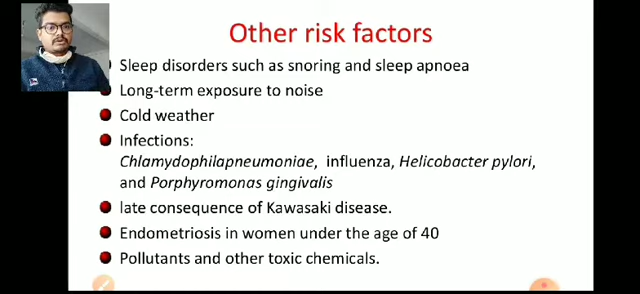 Other risk factors
Sleep disorders such as snoring and sleep apnoea
Long-term exposure to noise
Cold weather
Infections:
Chlamydophilapneumoniae, influenza, Helicobacter pylori,
and Porphyromonas gingivalis
late consequence of Kawasaki disease.
Endometriosis in women under the age of 40
Pollutants and other toxic chemicals.